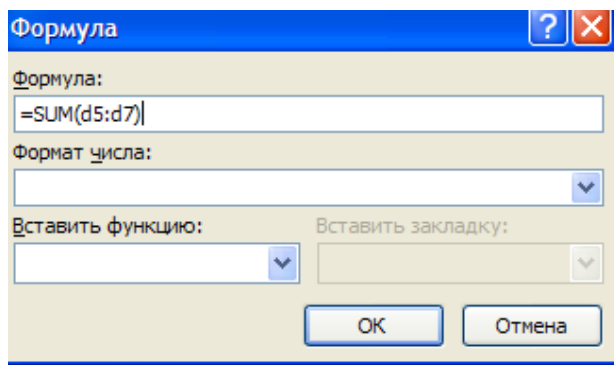 Формула
Формула:
=SUM(d5:d7)
Формат числа:
Вставить функцию: Вставить закладку:
ОК Отмена